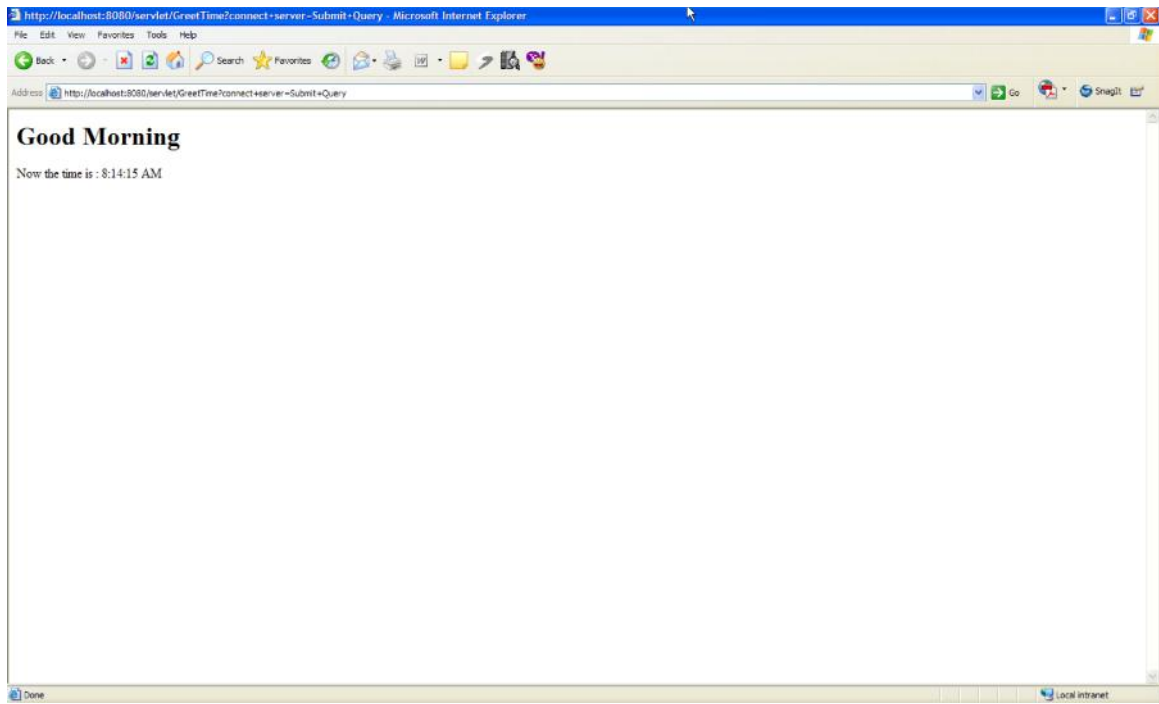 http://localhost:8080/servlet/GreetTime?connect+server=Submit+Query - Microsoft Internet Explorer
File Edit View Favorites Tools Help
Back Search Favorites
Address http://localhost:8080/servlet/GreetTime?connect+server=Submit+Query Go SnagIt
Good Morning
Now the time is : 8:14:15 AM
Done Local intranet